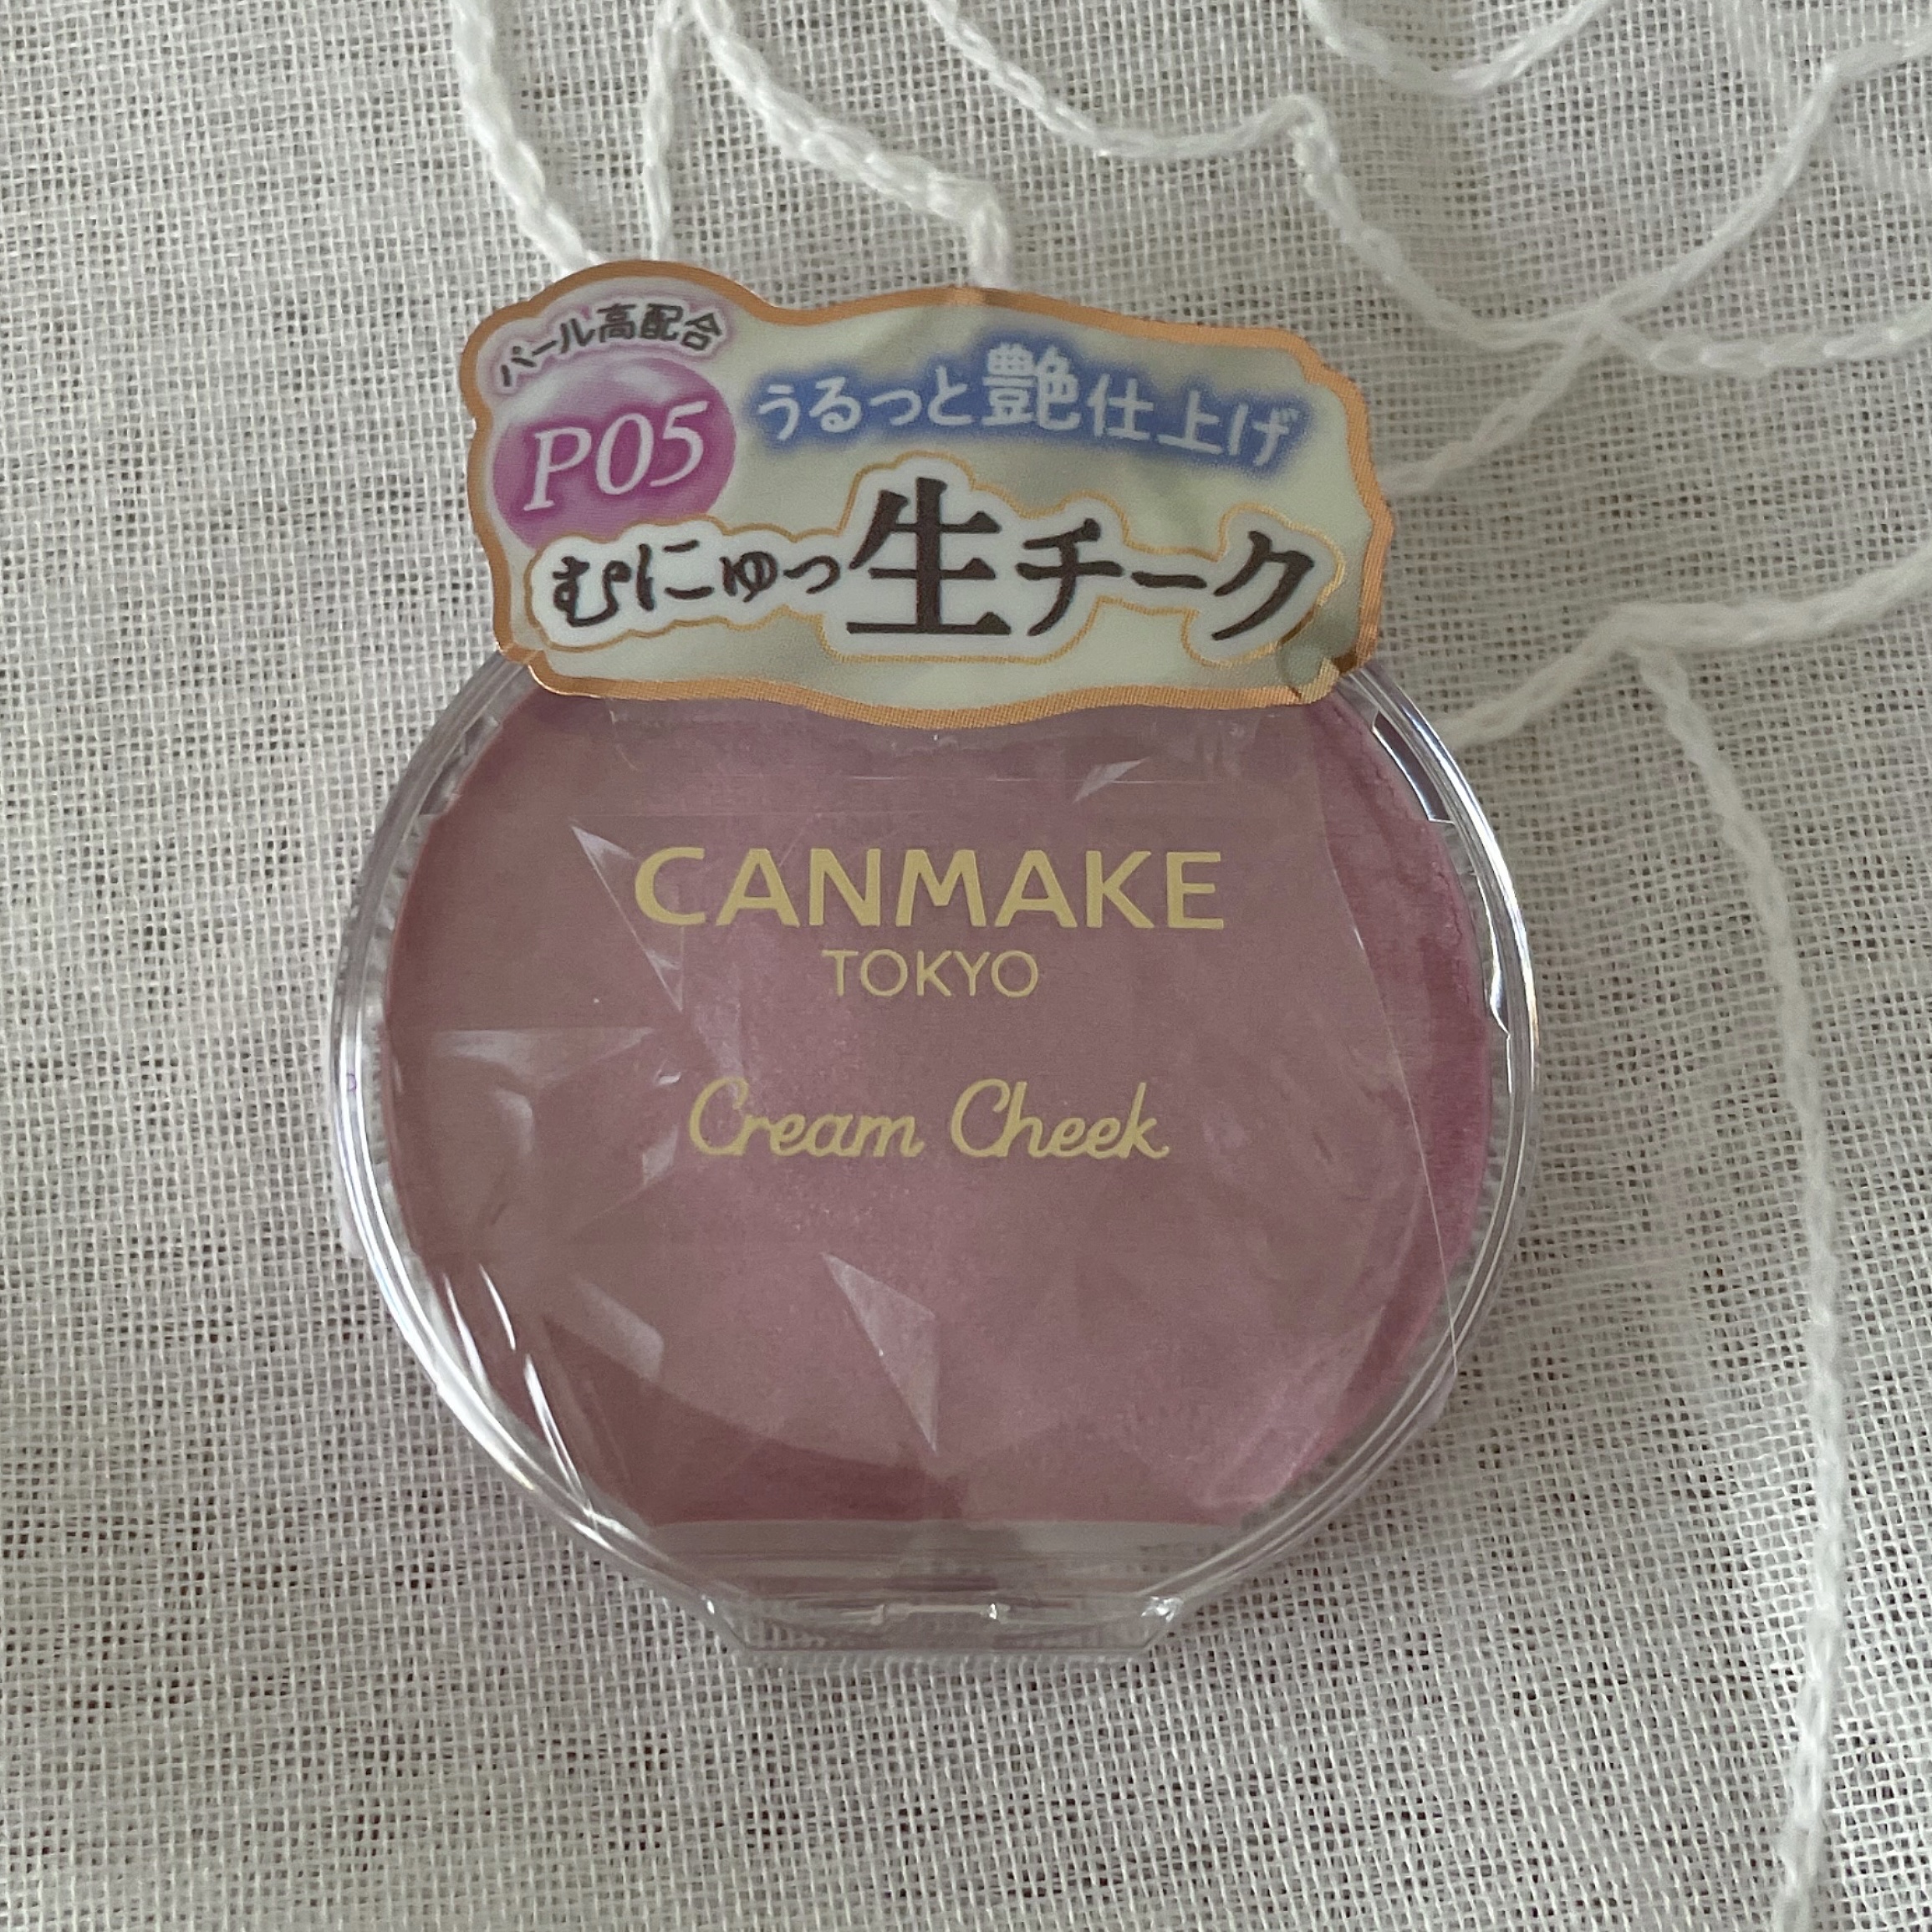 パール高配合
P05
うるっと艶仕上げ
むにゅっ生チーク
CANMAKE
TOKYO
Cream Cheek